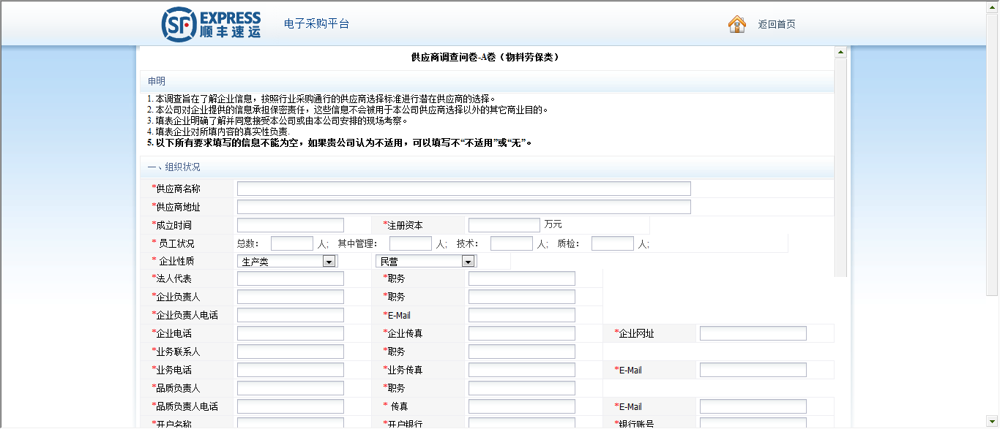 SF EXPRESS
顺丰速运
电子采购平台
返回首页
供应商调查问卷-A卷（物料劳保类）
申明
1. 本调查旨在了解企业信息，按照行业采购通行的供应商选择标准进行潜在供应商的选择。
2. 本公司对企业提供的信息承担保密责任，这些信息不会被用于本公司供应商选择以外的其它商业目的。
3. 填表企业明确了解并同意接受本公司或由本公司安排的现场考察。
4. 填表企业对所填内容的真实性负责.
5. 以下所有要求填写的信息不能为空，如果贵公司认为不适用，可以填写不“不适用”或“无”。
一、组织状况
*供应商名称
*供应商地址
*成立时间 *注册资本 万元
* 员工状况 总数： 人; 其中管理： 人; 技术： 人; 质检： 人;
* 企业性质 生产类 民营
*法人代表 *职务
*企业负责人 *职务
*企业负责人电话 *E-Mail
*企业电话 *企业传真 *企业网址
*业务联系人 *职务
*业务电话 *业务传真 *E-Mail
*品质负责人 *职务
*品质负责人电话 * 传真 *E-Mail
*开户名称 *开户银行 *银行账号